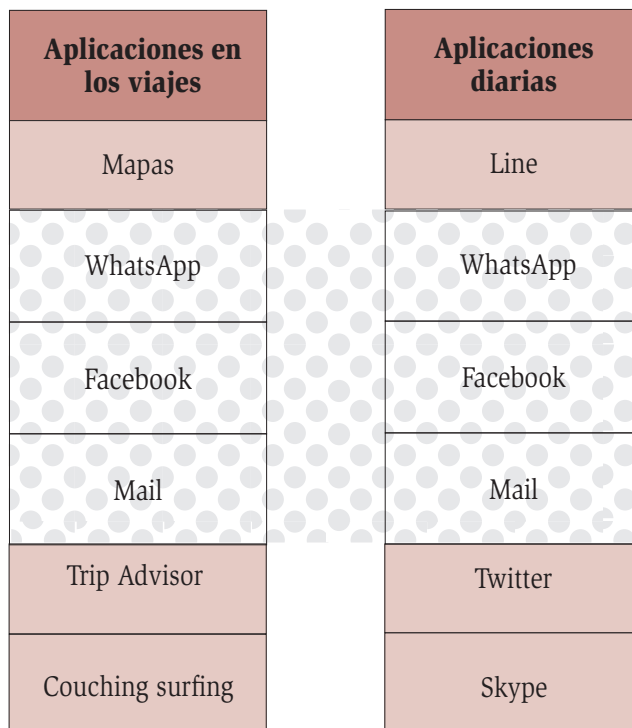 Aplicaciones en
los viajes
Mapas
WhatsApp
Facebook
Mail
Trip Advisor
Couching surfing
Aplicaciones
diarias
Line
WhatsApp
Facebook
Mail
Twitter
Skype